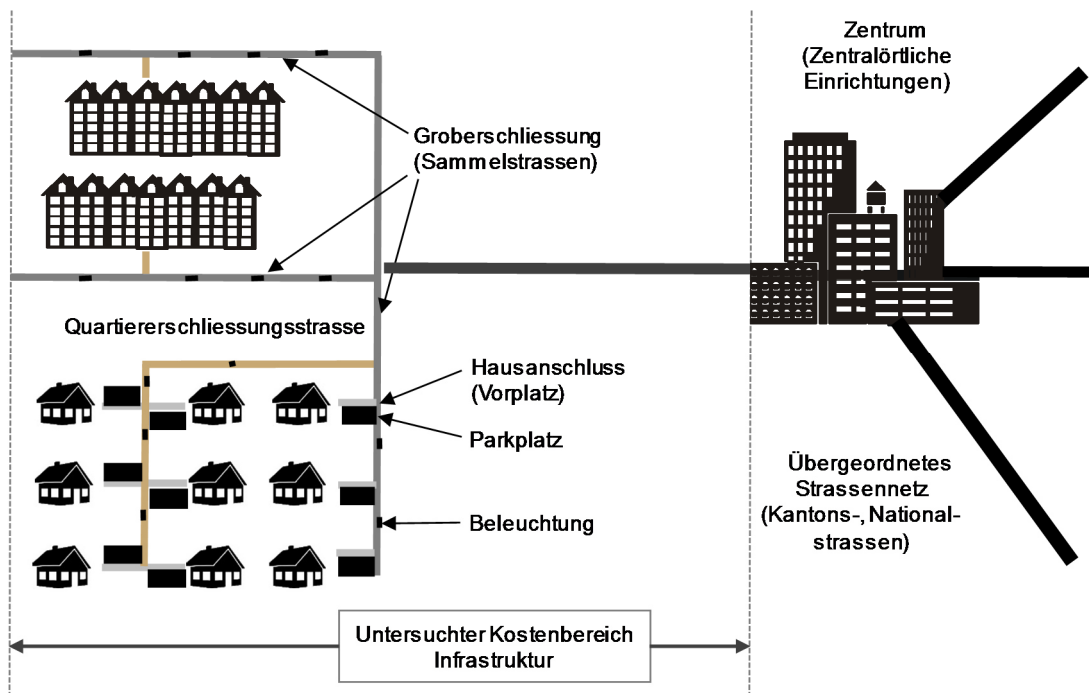 Zentrum
(Zentralörtliche
Einrichtungen)
Groberschliessung
(Sammelstrassen)
Quartiererschliessungsstrasse
Hausanschluss
(Vorplatz)
Parkplatz
Beleuchtung
Übergeordnetes
Strassennetz
(Kantons-, National-
strassen)
Untersuchter Kostenbereich
Infrastruktur